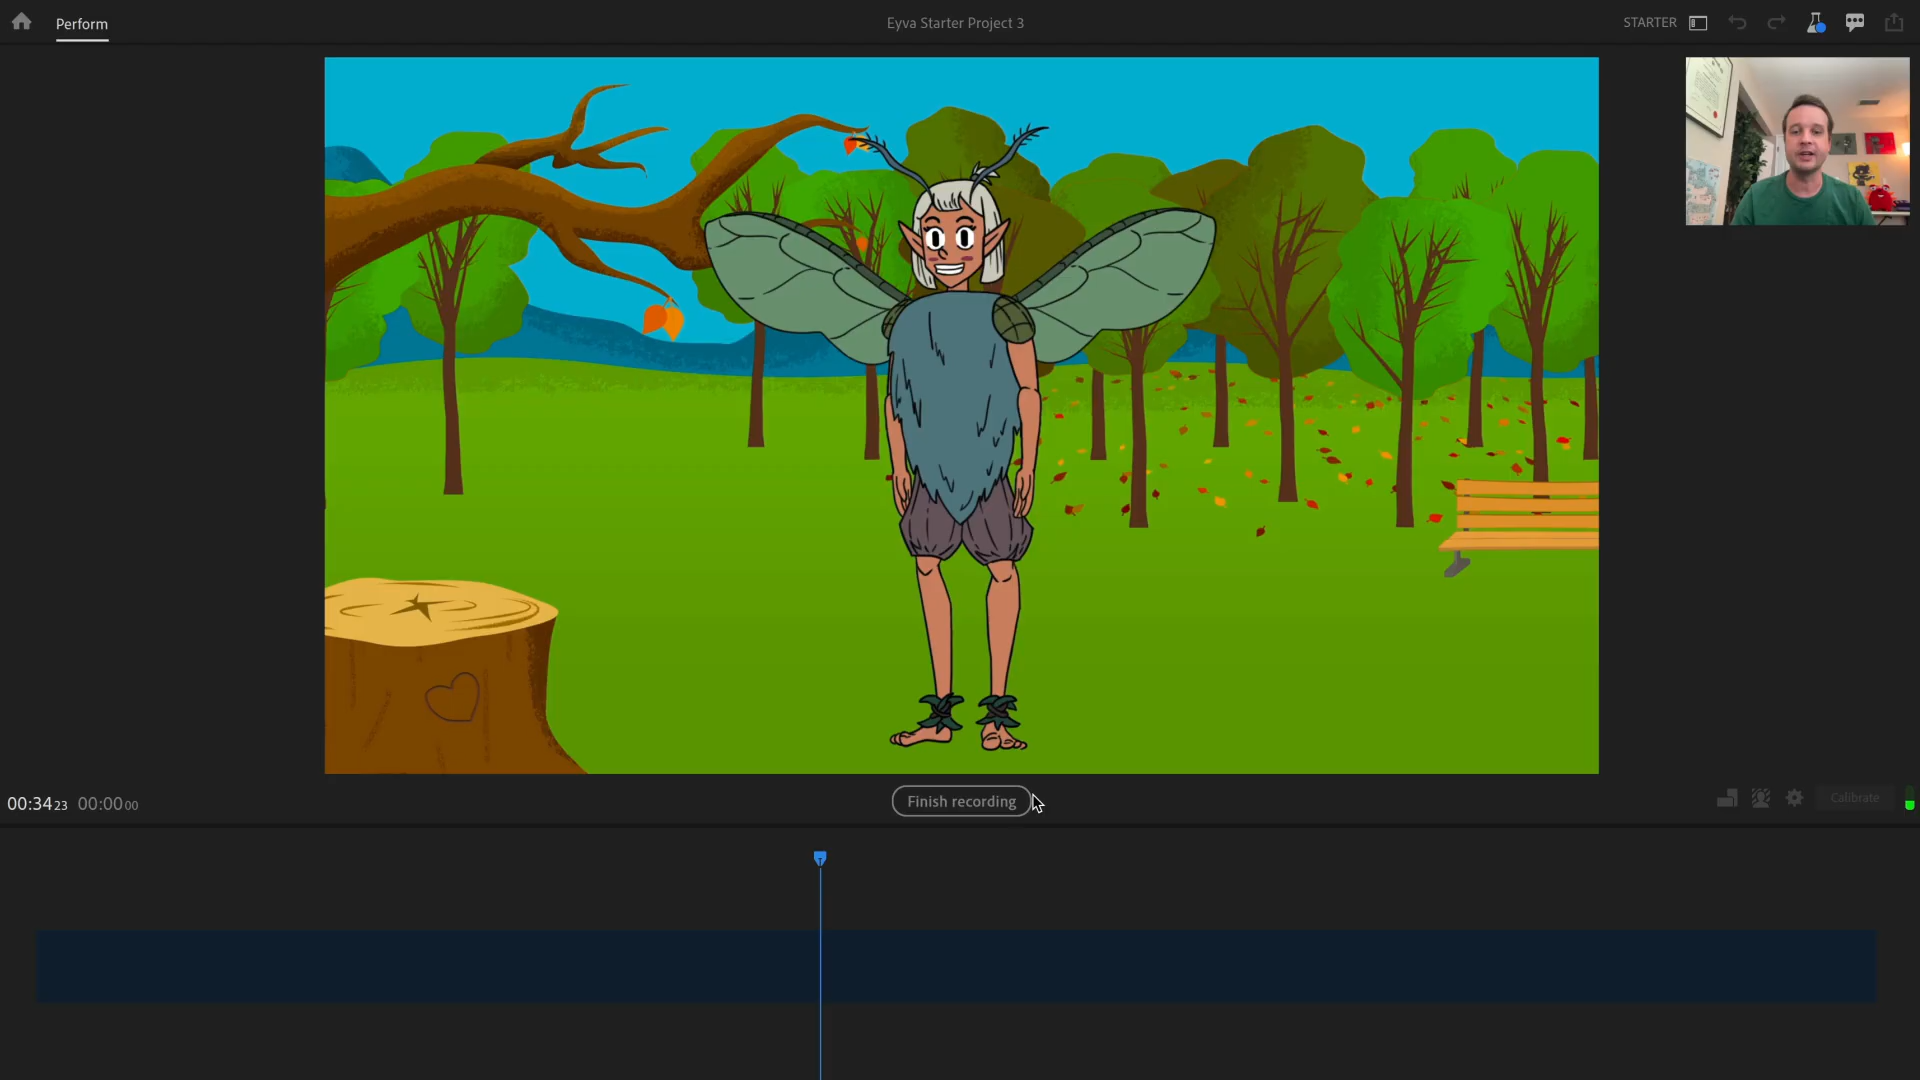 Perform
Eyva Starter Project 3
STARTER
00:34 23 00:00 00
Finish recording
Calibrate